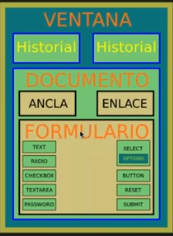 VENTANA
Historial Historial
DOCUMENTO
ANCLA ENLACE
FORMULARIO
TEXT
RADIO
CHECKBOX
TEXTAREA
PASSWORD
SELECT
OPTIONS
BUTTON
RESET
SUBMIT